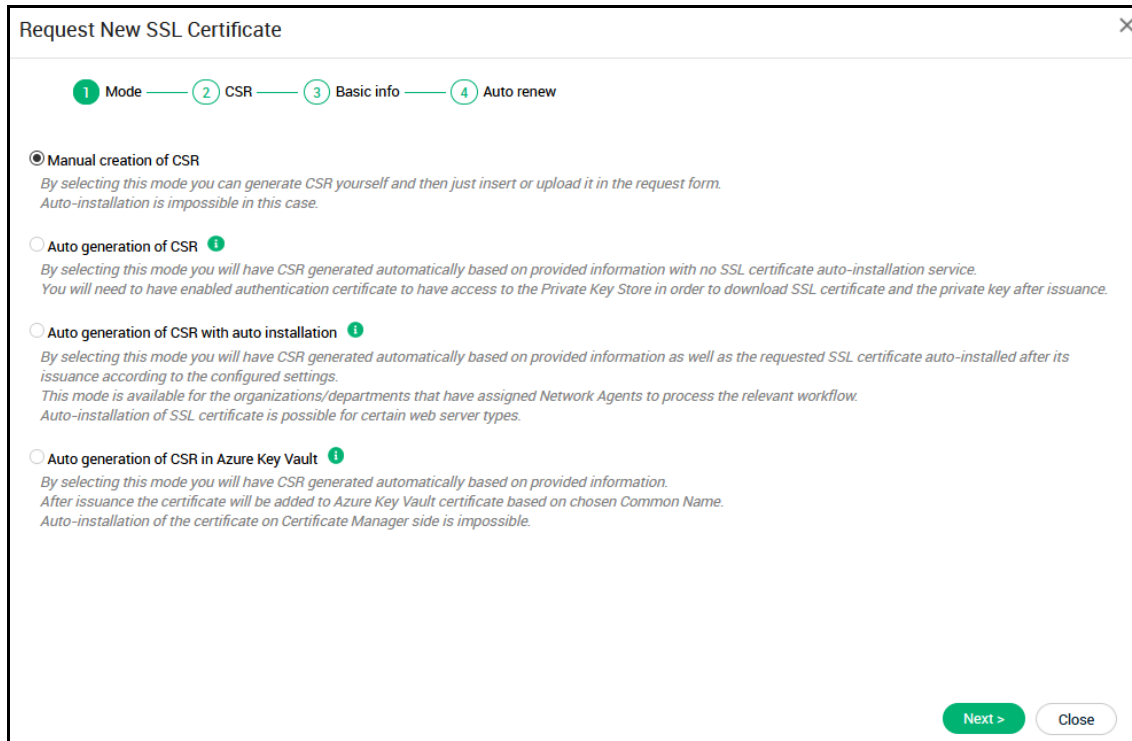 Request New SSL Certificate
1 Mode 2 CSR 3 Basic info 4 Auto renew
Manual creation of CSR
By selecting this mode you can generate CSR yourself and then just insert or upload it in the request form.
Auto-installation is impossible in this case.
Auto generation of CSR
By selecting this mode you will have CSR generated automatically based on provided information with no SSL certificate auto-installation service.
You will need to have enabled authentication certificate to have access to the Private Key Store in order to download SSL certificate and the private key after issuance.
Auto generation of CSR with auto installation
By selecting this mode you will have CSR generated automatically based on provided information as well as the requested SSL certificate auto-installed after its
issuance according to the configured settings.
This mode is available for the organizations/departments that have assigned Network Agents to process the relevant workflow.
Auto-installation of SSL certificate is possible for certain web server types.
Auto generation of CSR in Azure Key Vault
By selecting this mode you will have CSR generated automatically based on provided information.
After issuance the certificate will be added to Azure Key Vault certificate based on chosen Common Name.
Auto-installation of the certificate on Certificate Manager side is impossible.
Next > Close